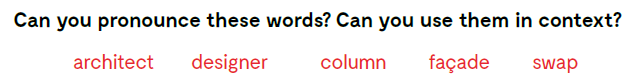 Can you pronounce these words? Can you use them in context?
architect designer column façade swap